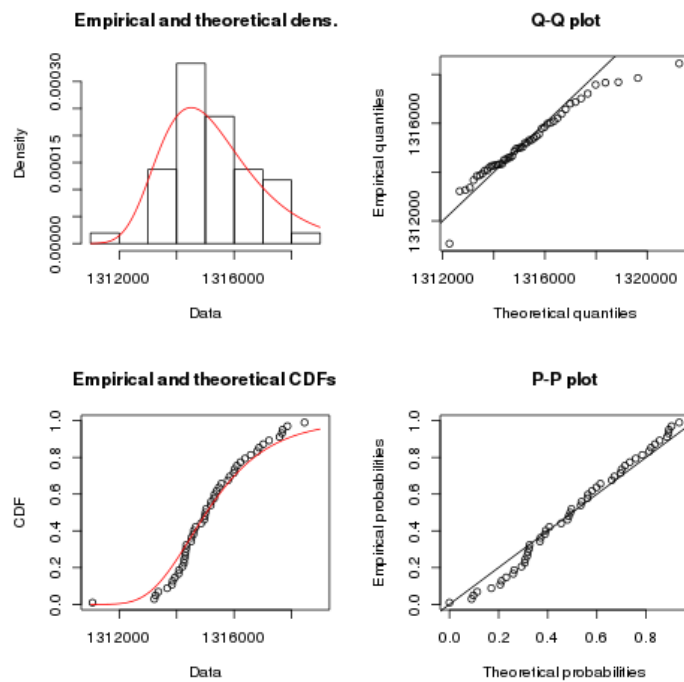 Empirical and theoretical dens.
Density
0.00000 0.00015 0.00030
1312000 1316000
Data
Q-Q plot
Empirical quantiles
1312000 1316000
1312000 1316000 1320000
Theoretical quantiles
Empirical and theoretical CDFs
CDF
0.0 0.2 0.4 0.6 0.8 1.0
1312000 1316000
Data
P-P plot
Empirical probabilities
0.0 0.2 0.4 0.6 0.8 1.0
0.0 0.2 0.4 0.6 0.8
Theoretical probabilities